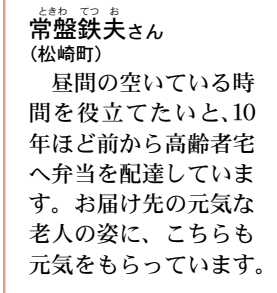 ときわ てつ お
常盤鉄夫さん
（松崎町）
　昼間の空いている時
間を役立てたいと、10
年ほど前から高齢者宅
へ弁当を配達していま
す。お届け先の元気な
老人の姿に、こちらも
元気をもらっています。